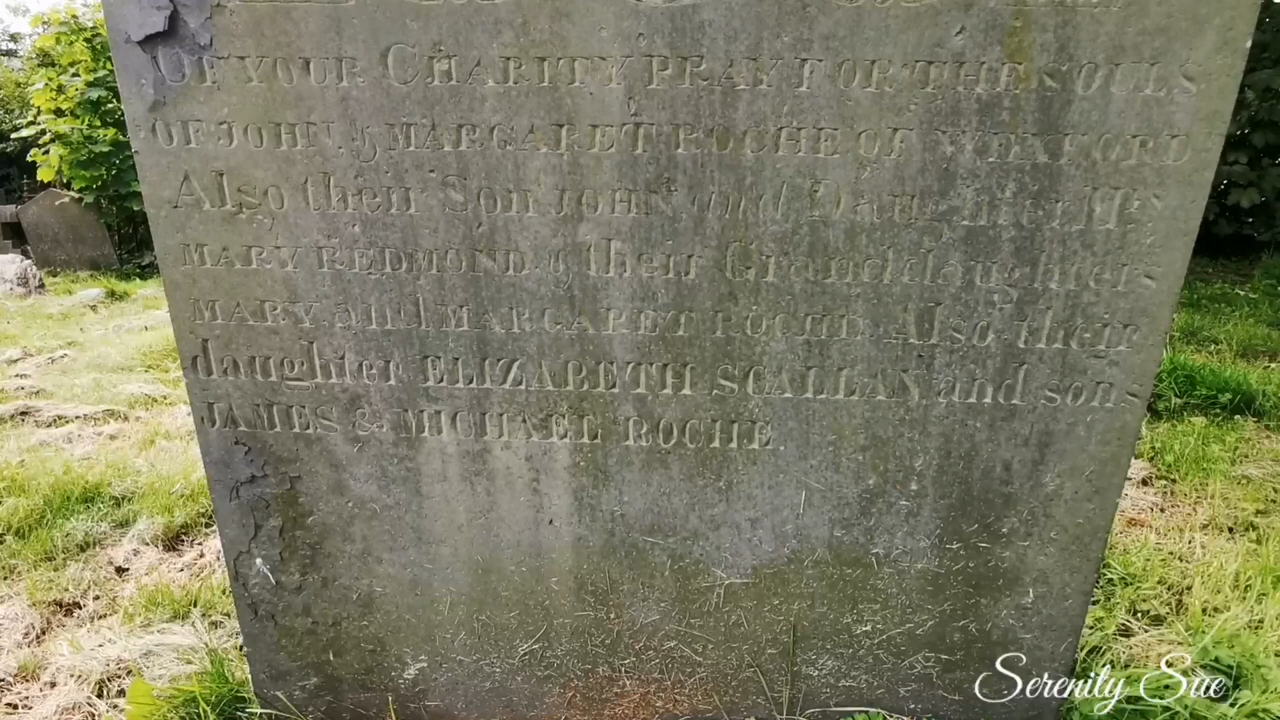 OF YOUR CHARITY PRAY FOR THE SOULS
OF JOHN & MARGARET ROCHE OF WEXFORD
Also their Son JOHN and Daughter Mrs
MARY REDMOND & their Granddaughters
MARY and MARGARET ROCHE Also their
daughter ELIZABETH SCALLAN and sons
JAMES & MICHAEL ROCHE
Serenity Sue